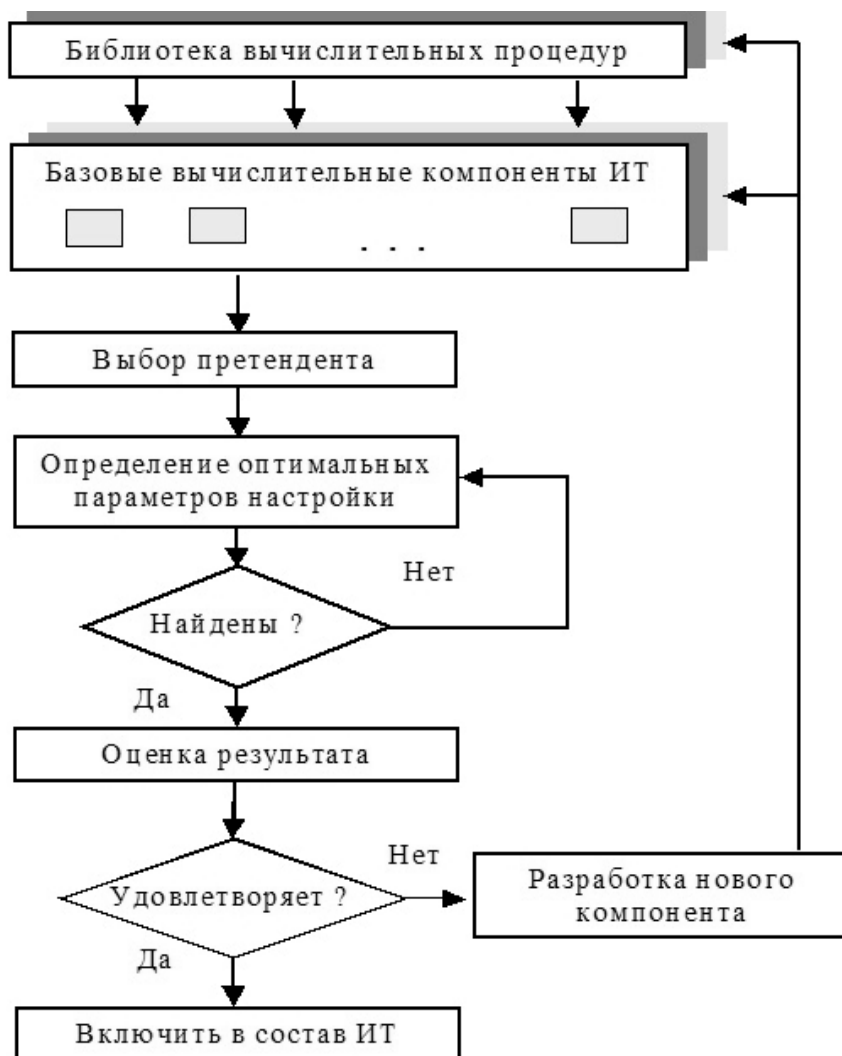 Библиотека вычислительных процедур
Базовые вычислительные компоненты ИТ
. . .
Выбор претендента
Определение оптимальных
параметров настройки
Нет
Найдены ?
Да
Оценка результата
Нет
Удовлетворяет ?
Разработка нового
компонента
Да
Включить в состав ИТ